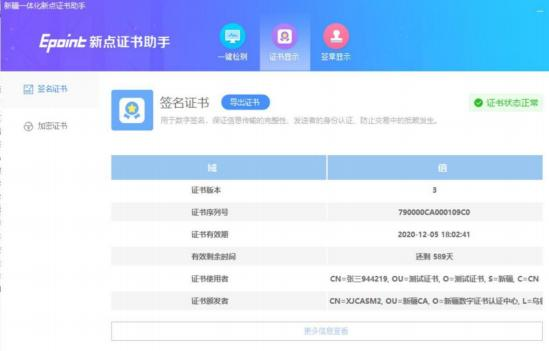 新疆一体化新点证书助手
Epoint 新点证书助手
一键检测
证书显示
签章显示
签名证书
加密证书
签名证书
导出证书
证书状态正常
用于数字签名，保证信息传输的完整性、发送者的身份认证、防止交易中的抵赖发生。
域 值
证书版本 3
证书序列号 790000CA000109C0
证书有效期 2020-12-05 18:02:41
有效剩余时间 还剩 589天
证书使用者 CN=张三944219, OU=测试证书, O=测试证书, S=新疆, C=CN
证书颁发者 CN=XJCASM2, OU=新疆CA, O=新疆数字证书认证中心, L=乌
更多信息查看